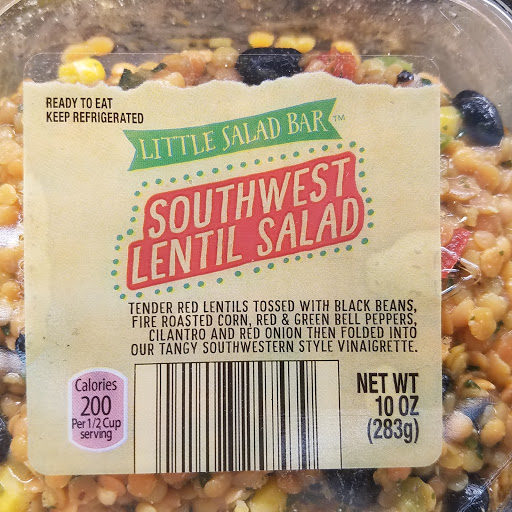 READY TO EAT
KEEP REFRIGERATED
LITTLE SALAD BAR™
SOUTHWEST
LENTIL SALAD
TENDER RED LENTILS TOSSED WITH BLACK BEANS,
FIRE ROASTED CORN, RED & GREEN BELL PEPPERS,
CILANTRO AND RED ONION THEN FOLDED INTO
OUR TANGY SOUTHWESTERN STYLE VINAIGRETTE.
Calories
200
Per 1/2 Cup
serving
NET WT
10 OZ
(283g)